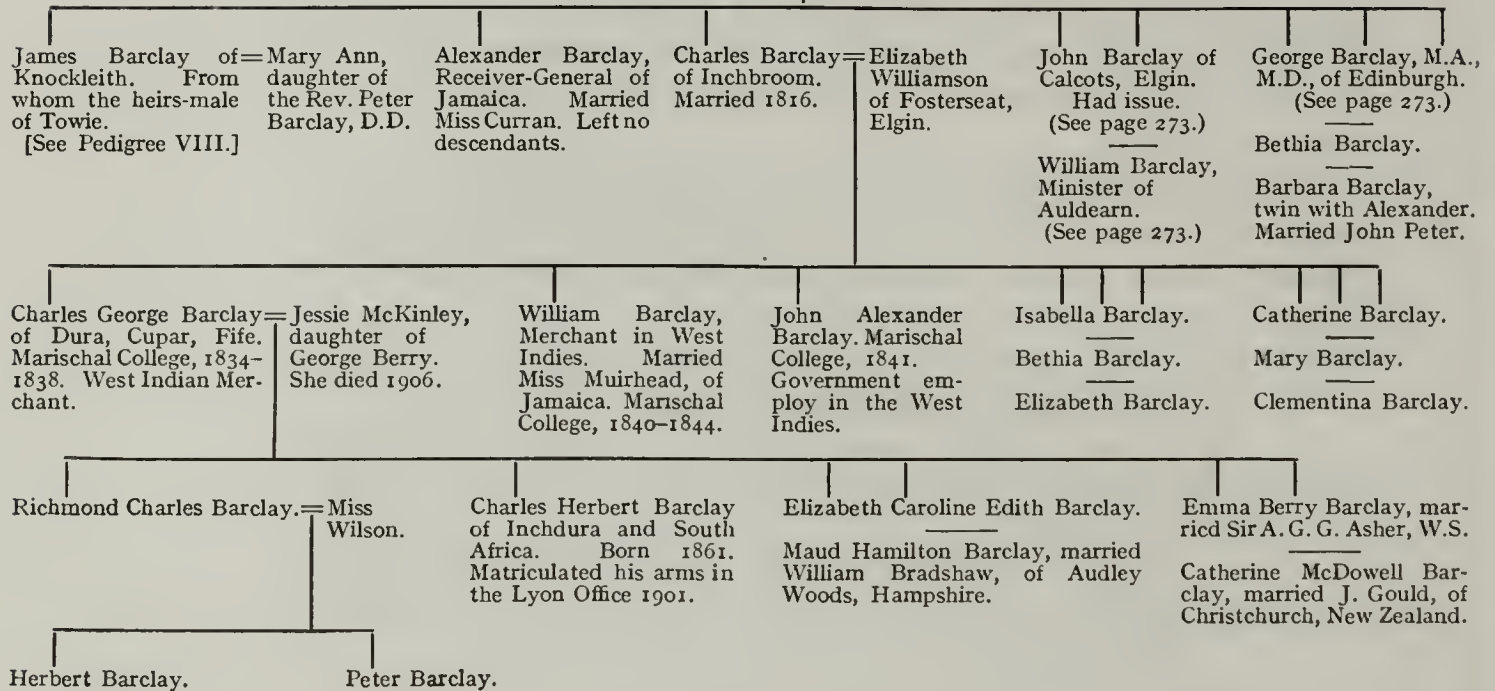 James Barclay of
Knockleith. From
whom the heirs-male
of Towie.
[See Pedigree VIII.]
=
Mary Ann,
daughter of
the Rev. Peter
Barclay, D.D.
Alexander Barclay,
Receiver-General of
Jamaica. Married
Miss Curran. Left no
descendants.
Charles Barclay
of Inchbroom.
Married 1816.
=
Elizabeth
Williamson
of Fosterseat,
Elgin.
John Barclay of
Calcots, Elgin.
Had issue.
(See page 273.)
William Barclay,
Minister of
Auldearn.
(See page 273.)
George Barclay, M.A.,
M.D., of Edinburgh.
(See page 273.)
Bethia Barclay.
Barbara Barclay,
twin with Alexander.
Married John Peter.
Charles George Barclay
of Dura, Cupar, Fife.
Marischal College, 1834–
1838. West Indian Mer-
chant.
=
Jessie McKinley,
daughter of
George Berry.
She died 1906.
William Barclay,
Merchant in West
Indies. Married
Miss Muirhead, of
Jamaica. Marischal
College, 1840–1844.
John Alexander
Barclay. Marischal
College, 1841.
Government em-
ploy in the West
Indies.
Isabella Barclay.
Bethia Barclay.
Elizabeth Barclay.
Catherine Barclay.
Mary Barclay.
Clementina Barclay.
Richmond Charles Barclay.
=
Miss
Wilson.
Charles Herbert Barclay
of Inchdura and South
Africa. Born 1861.
Matriculated his arms in
the Lyon Office 1901.
Elizabeth Caroline Edith Barclay.
Maud Hamilton Barclay, married
William Bradshaw, of Audley
Woods, Hampshire.
Emma Berry Barclay, mar-
ried Sir A. G. G. Asher, W.S.
Catherine McDowell Bar-
clay, married J. Gould, of
Christchurch, New Zealand.
Herbert Barclay.
Peter Barclay.